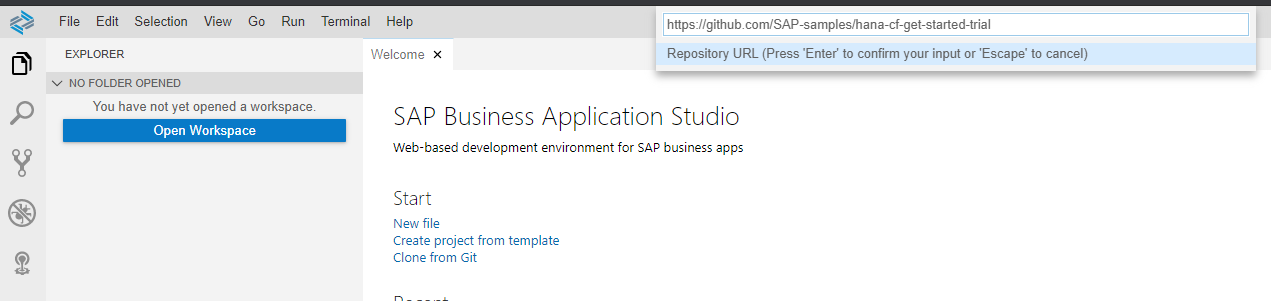 File Edit Selection View Go Run Terminal Help
https://github.com/SAP-samples/hana-cf-get-started-trial
Repository URL (Press 'Enter' to confirm your input or 'Escape' to cancel)
EXPLORER
Welcome
NO FOLDER OPENED
You have not yet opened a workspace.
Open Workspace
SAP Business Application Studio
Web-based development environment for SAP business apps
Start
New file
Create project from template
Clone from Git
Recent